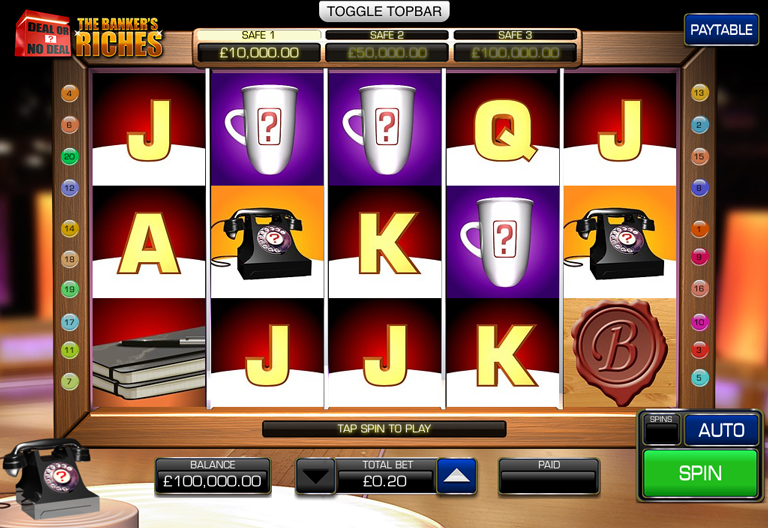 TOGGLE TOPBAR
DEAL OR
NO DEAL
?
THE BANKER'S
RICHES
SAFE 1
£10,000.00
SAFE 2
£50,000.00
SAFE 3
£100,000.00
PAYTABLE
J ? ? Q J
A ? K ? ?
J J K B
4
6
20
12
14
18
19
17
11
7
13
2
15
8
1
9
16
10
3
5
TAP SPIN TO PLAY
?
BALANCE
£100,000.00
TOTAL BET
£0.20
PAID
SPINS
AUTO
SPIN